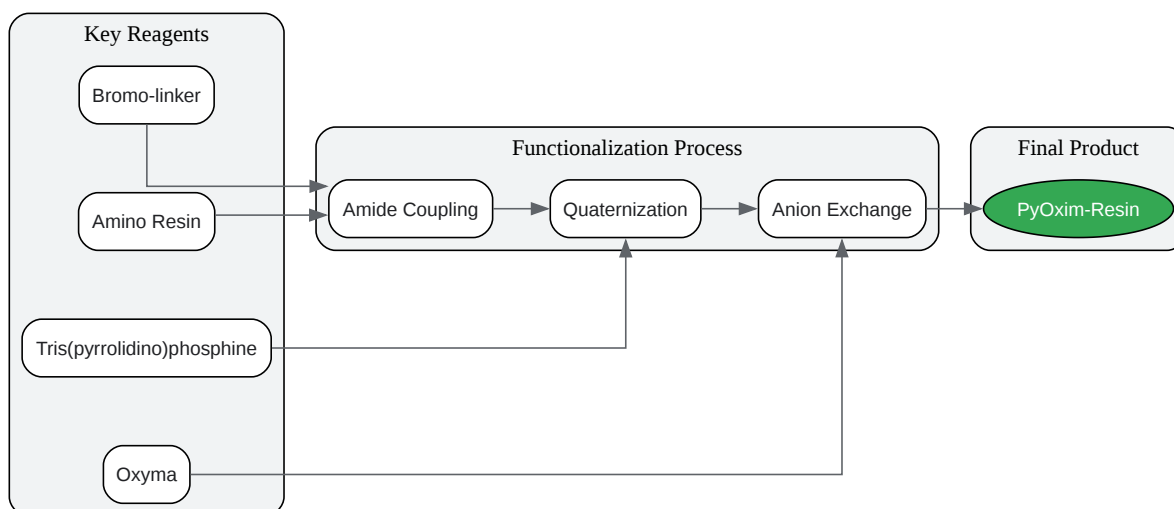 Key Reagents
Bromo-linker
Amino Resin
Tris(pyrrolidino)phosphine
Oxyma
Functionalization Process
Amide Coupling
Quaternization
Anion Exchange
Final Product
PyOxim-Resin